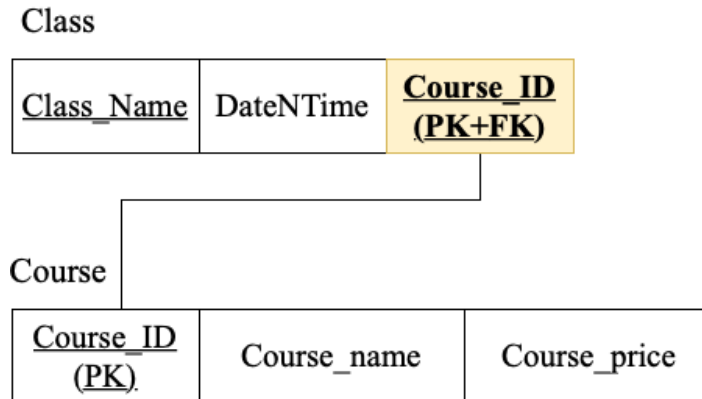 Class
Class_Name
DateNTime
Course_ID
(PK+FK)
Course
Course_ID
(PK)
Course_name
Course_price